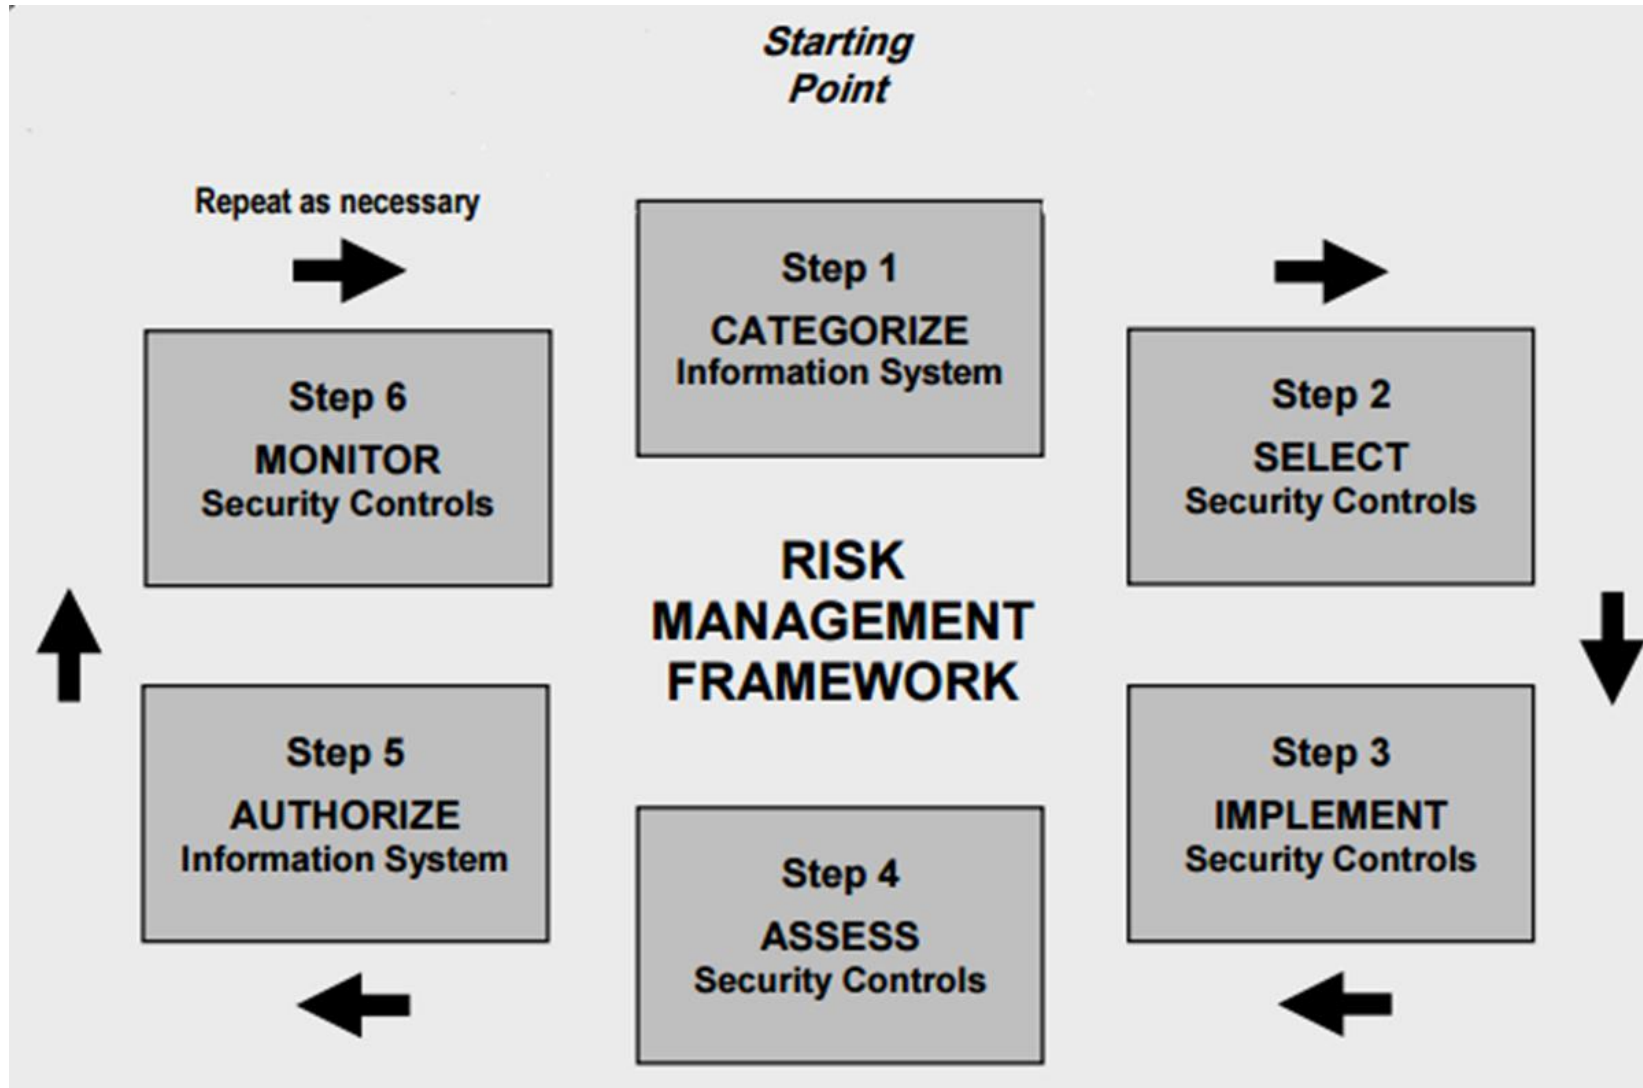 Starting
Point
Repeat as necessary
Step 1
CATEGORIZE
Information System
Step 2
SELECT
Security Controls
Step 3
IMPLEMENT
Security Controls
Step 4
ASSESS
Security Controls
Step 5
AUTHORIZE
Information System
Step 6
MONITOR
Security Controls
RISK
MANAGEMENT
FRAMEWORK